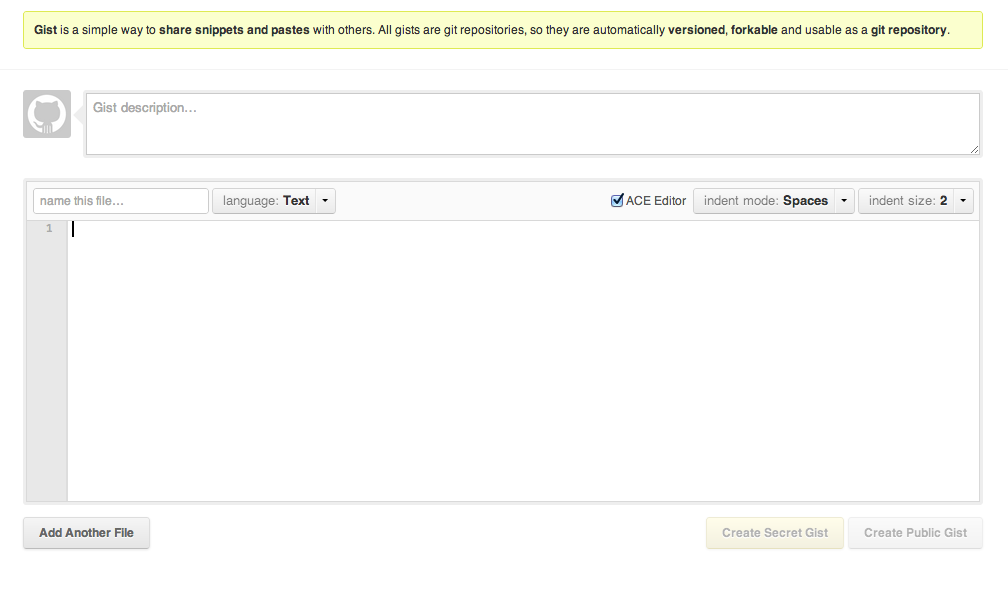 Gist is a simple way to share snippets and pastes with others. All gists are git repositories, so they are automatically versioned, forkable and usable as a git repository.
Gist description...
name this file... language: Text ACE Editor indent mode: Spaces indent size: 2
1
Add Another File Create Secret Gist Create Public Gist